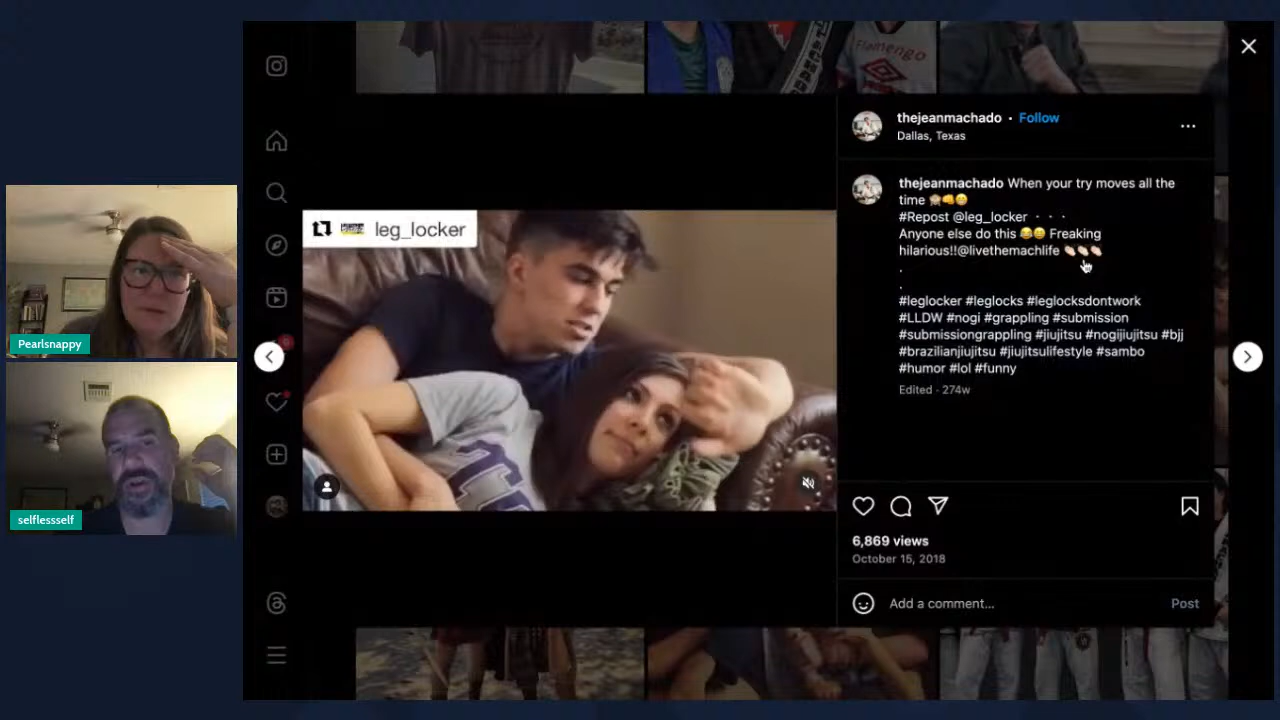 Flamengo
thejeanmachado · Follow
Dallas, Texas
thejeanmachado When your try moves all the
time 🙈👊😁
#Repost @leg_locker ・・・
Anyone else do this 😂😄 Freaking
hilarious!!@livethemachlife 👏🏻👏🏻👏🏻
.
.
#leglocker #leglocks #leglocksdontwork
#LLDW #nogi #grappling #submission
#submissiongrappling #jiujitsu #nogijiujitsu #bjj
#brazilianjiujitsu #jiujitsulifestyle #sambo
#humor #lol #funny
Edited · 274w
leg_locker
6,869 views
October 15, 2018
Add a comment... Post
Pearlsnappy
selflessself